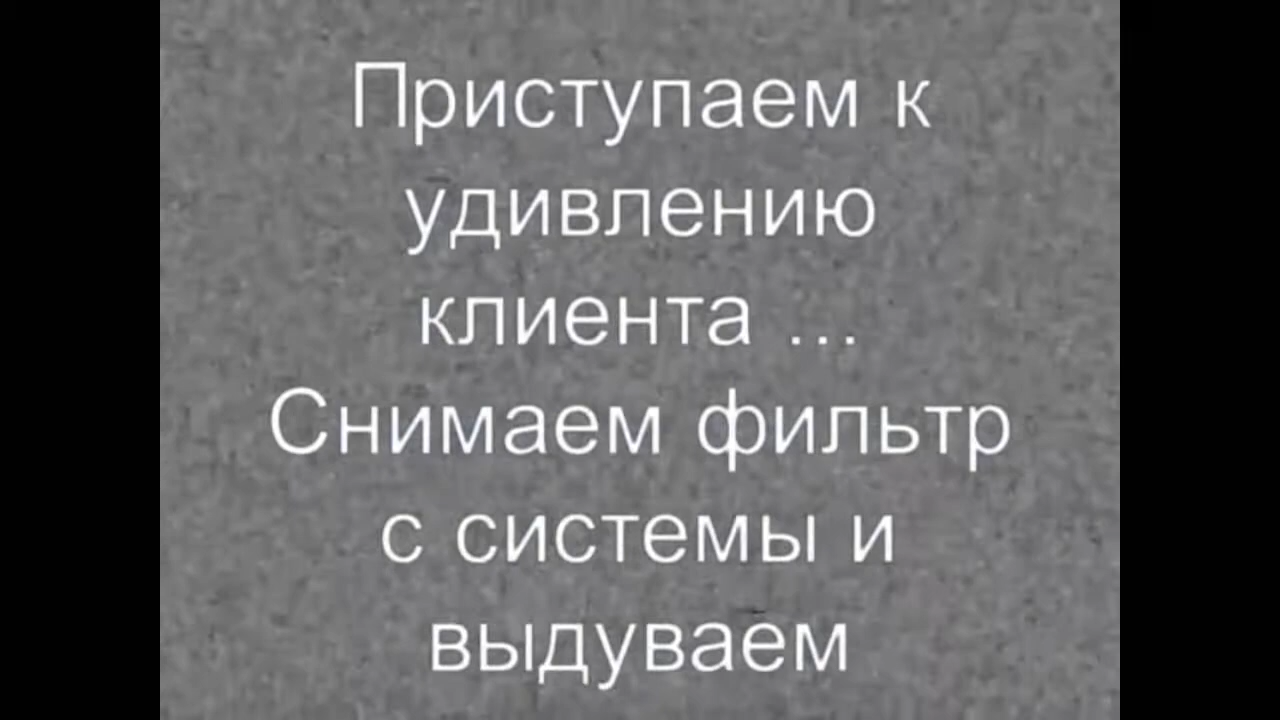 Приступаем к
удивлению
клиента ...
Снимаем фильтр
с системы и
выдуваем